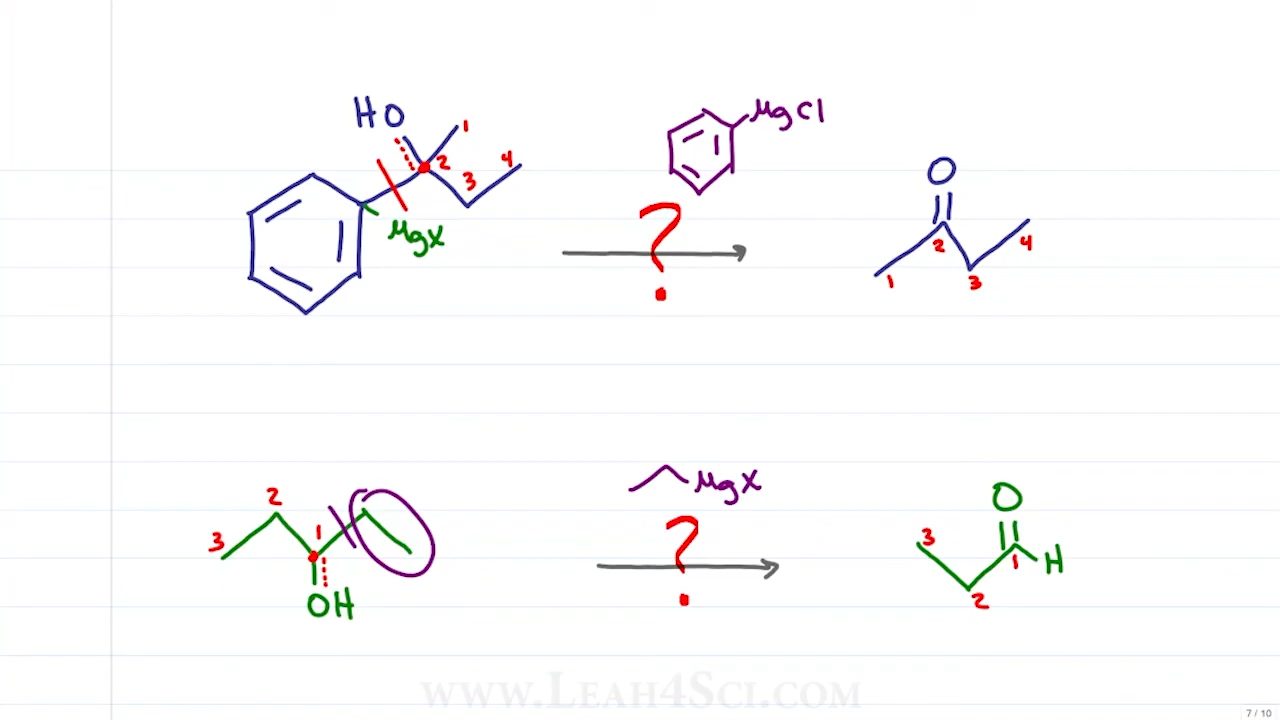 HO 1 2 3 4
MgX
MgCl
?
O
1 2 3 4
3 2 1
OH
MgX
?
O
3 2 1 H
www.Leah4Sci.com
7 / 10